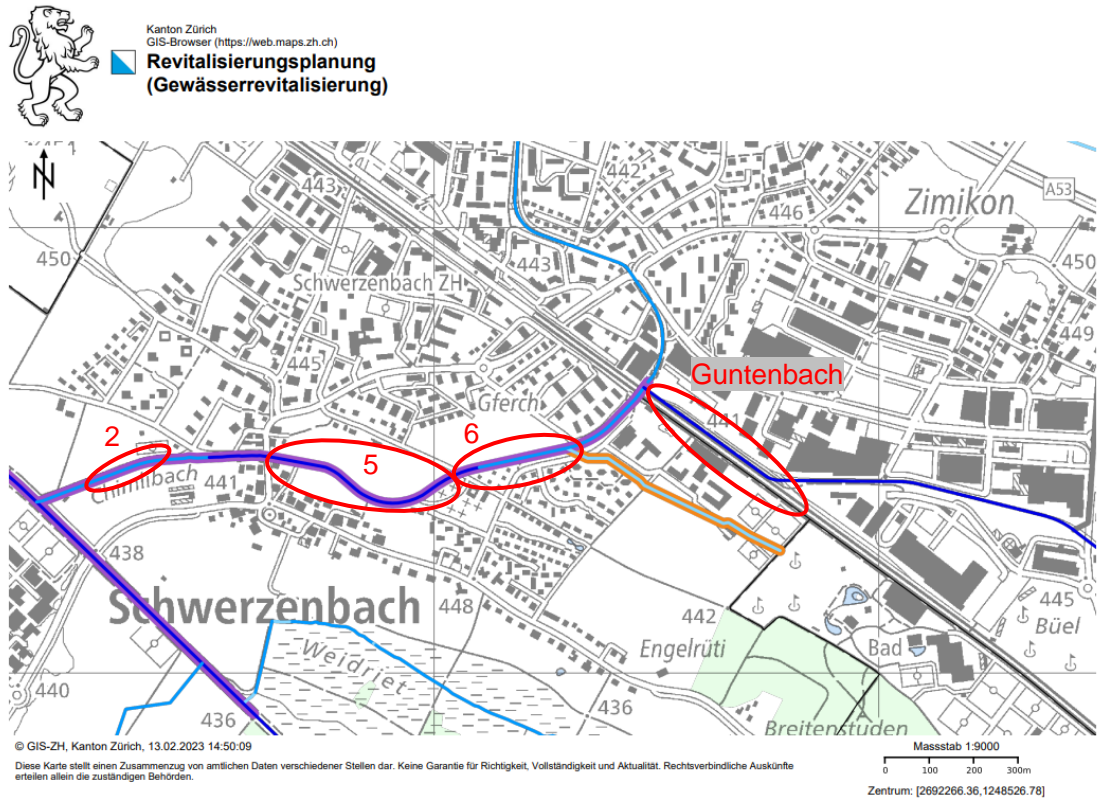 Kanton Zürich
GIS-Browser (https://web.maps.zh.ch)
Revitalisierungsplanung
(Gewässerrevitalisierung)
N
442
Zimikon
A53
443
446
450
443
450
Schwerzenbach ZH
449
445
Guntenbach
Gferch
441
6
2
5
441
438
Schwerzenbach
448
442
445
Büel
Engelrüti
Bad
Weidriet
440
436
436
Breitenstuden
© GIS-ZH, Kanton Zürich, 13.02.2023 14:50:09
Massstab 1:9000
Diese Karte stellt einen Zusammenzug von amtlichen Daten verschiedener Stellen dar. Keine Garantie für Richtigkeit, Vollständigkeit und Aktualität. Rechtsverbindliche Auskünfte
erteilen allein die zuständigen Behörden.
0 100 200 300m
Zentrum: [2692266.36,1248526.78]